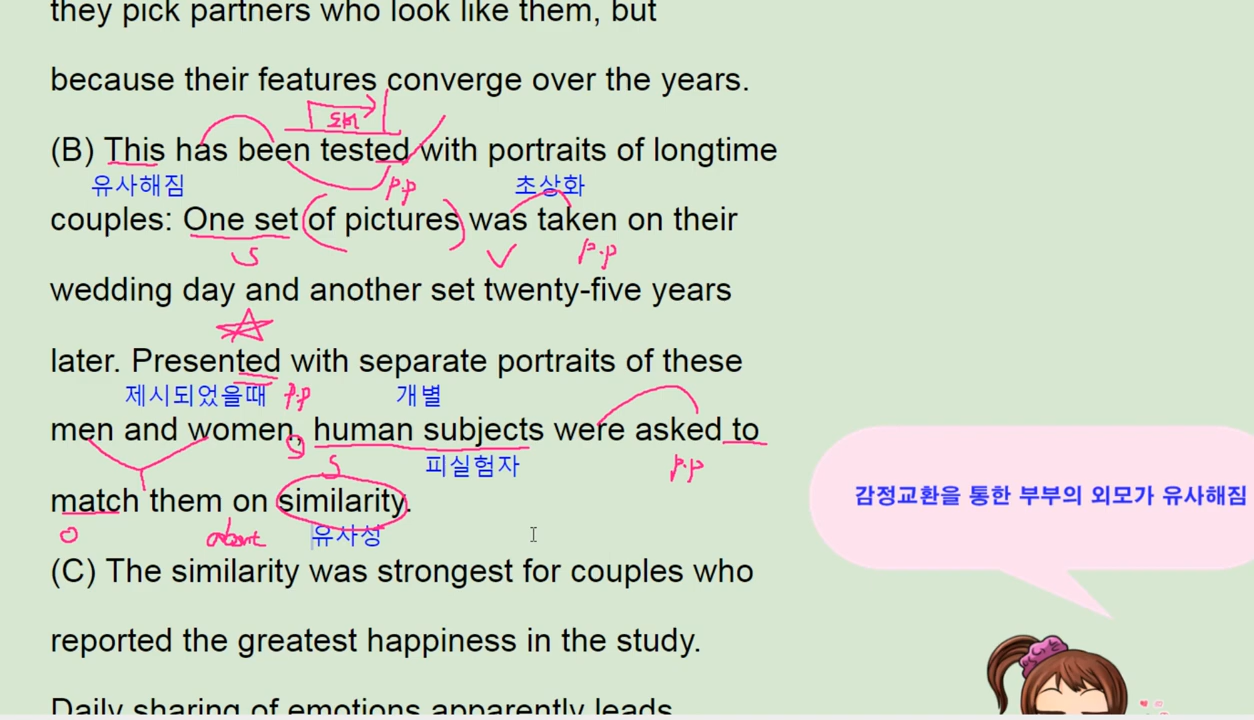 they pick partners who look like them, but
because their features converge over the years.
(B) This has been tested with portraits of longtime
유사해짐
p.p
초상화
couples: One set of pictures was taken on their
S
V
p.p
wedding day and another set twenty-five years
later. Presented with separate portraits of these
제시되었을때
p.p
개별
men and women, human subjects were asked to
S
피실험자
p.p
match them on similarity.
o
about
유사성
감정교환을 통한 부부의 외모가 유사해짐
(C) The similarity was strongest for couples who
reported the greatest happiness in the study.
Daily sharing of emotions apparently leads